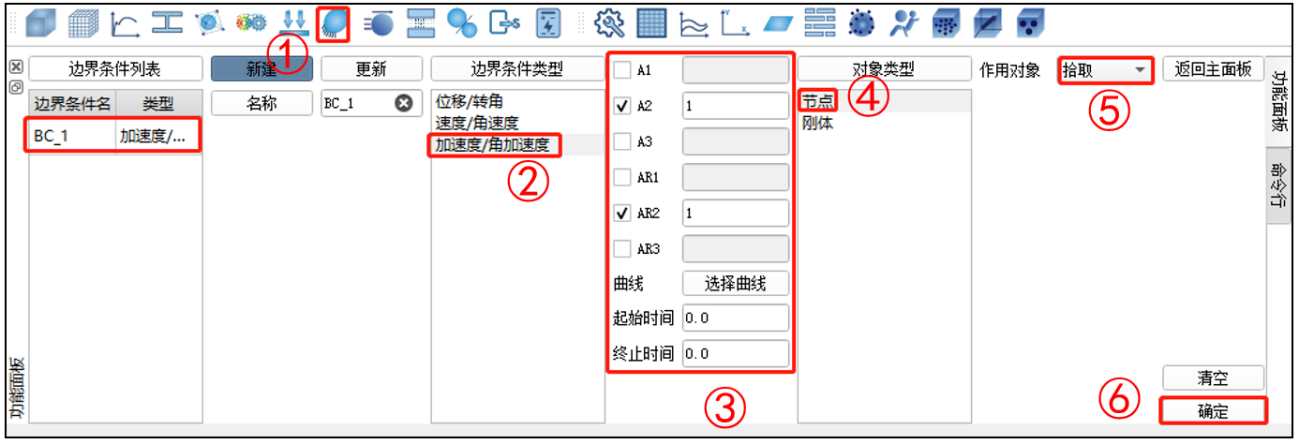 ①
边界条件列表 新建 更新 边界条件类型 A1 对象类型 作用对象 拾取 返回主面板
边界条件名 类型 名称 BC_1 位移/转角 A2 1 节点 ④ ⑤
BC_1 加速度/... 速度/角速度 A3 刚体
加速度/角加速度
② AR1
AR2 1
AR3
曲线 选择曲线
起始时间 0.0
终止时间 0.0
③ 清空
⑥ 确定
功能面板
命令行
功能面板